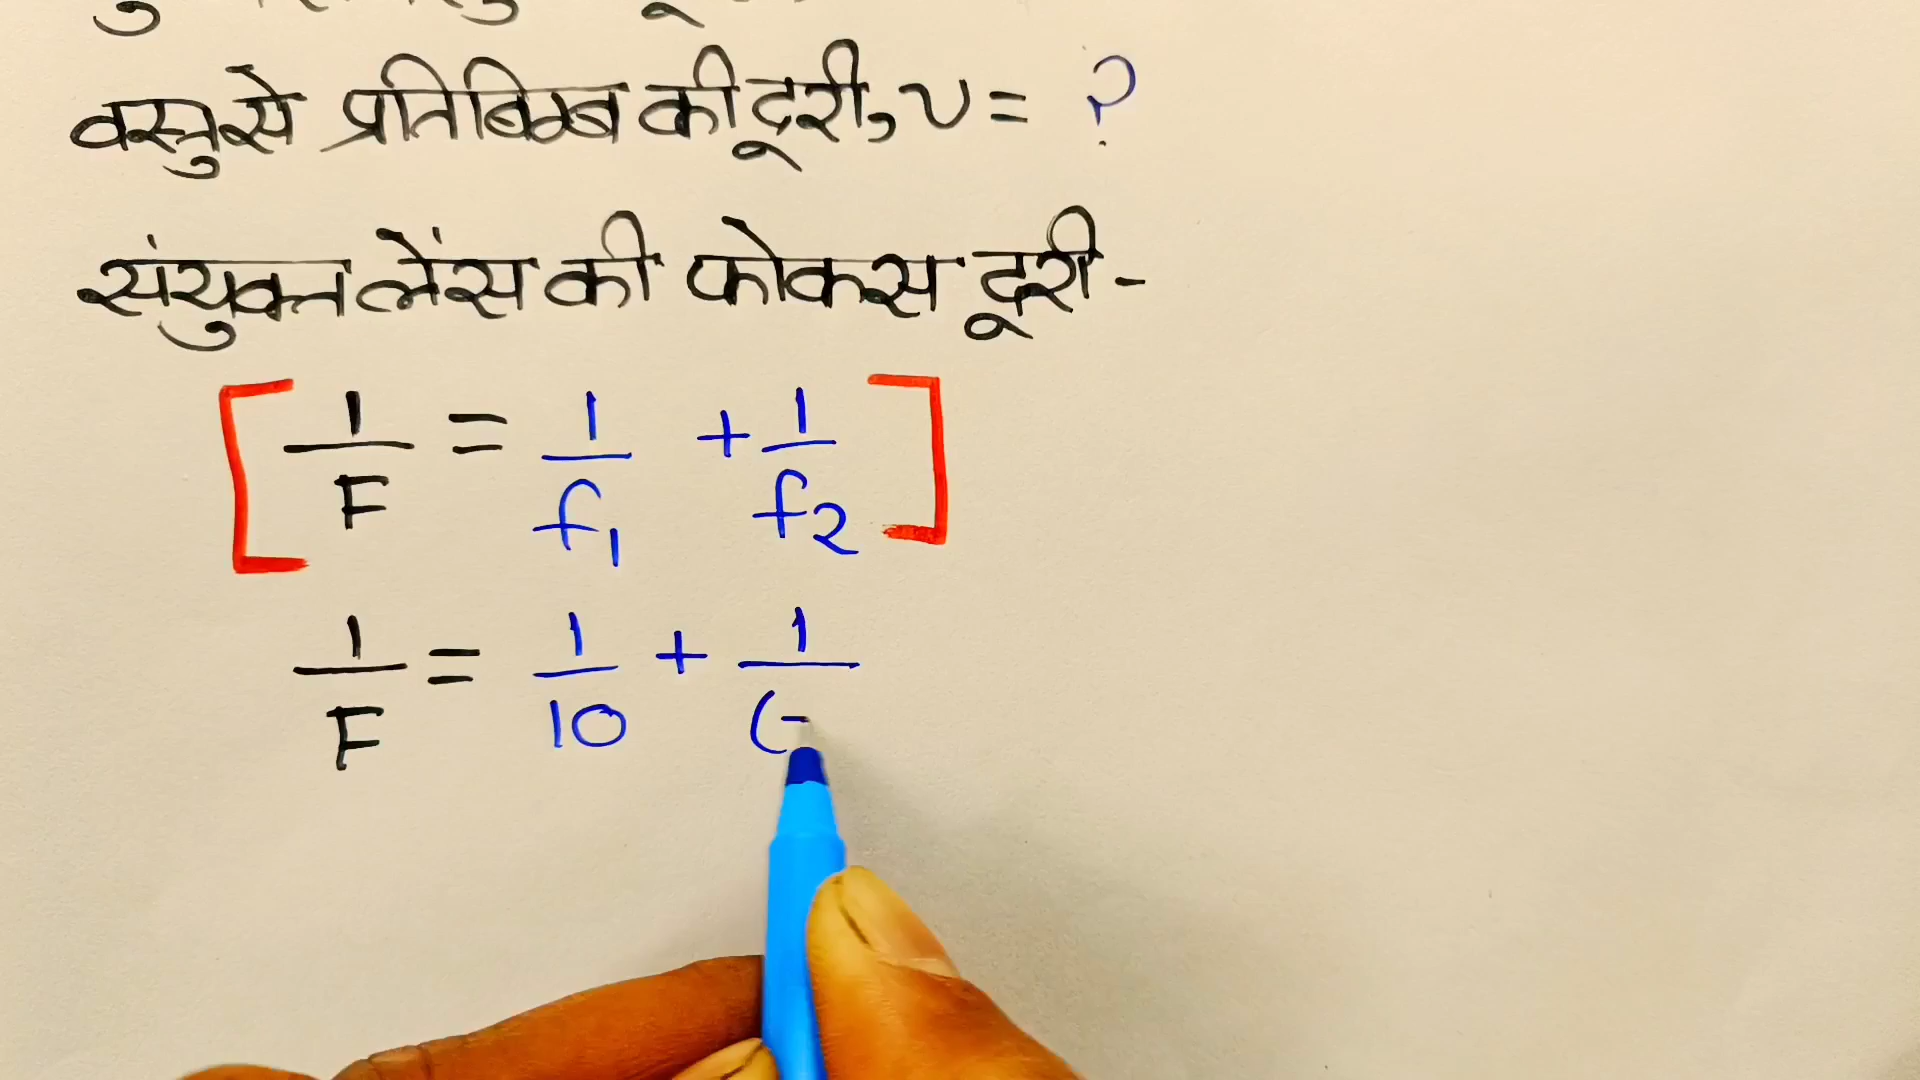 वस्तु से प्रतिबिम्ब की दूरी, v = ?
संयुक्त लेंस की फोकस दूरी -
[ 1/F = 1/f₁ + 1/f₂ ]
1/F = 1/10 + 1/(-